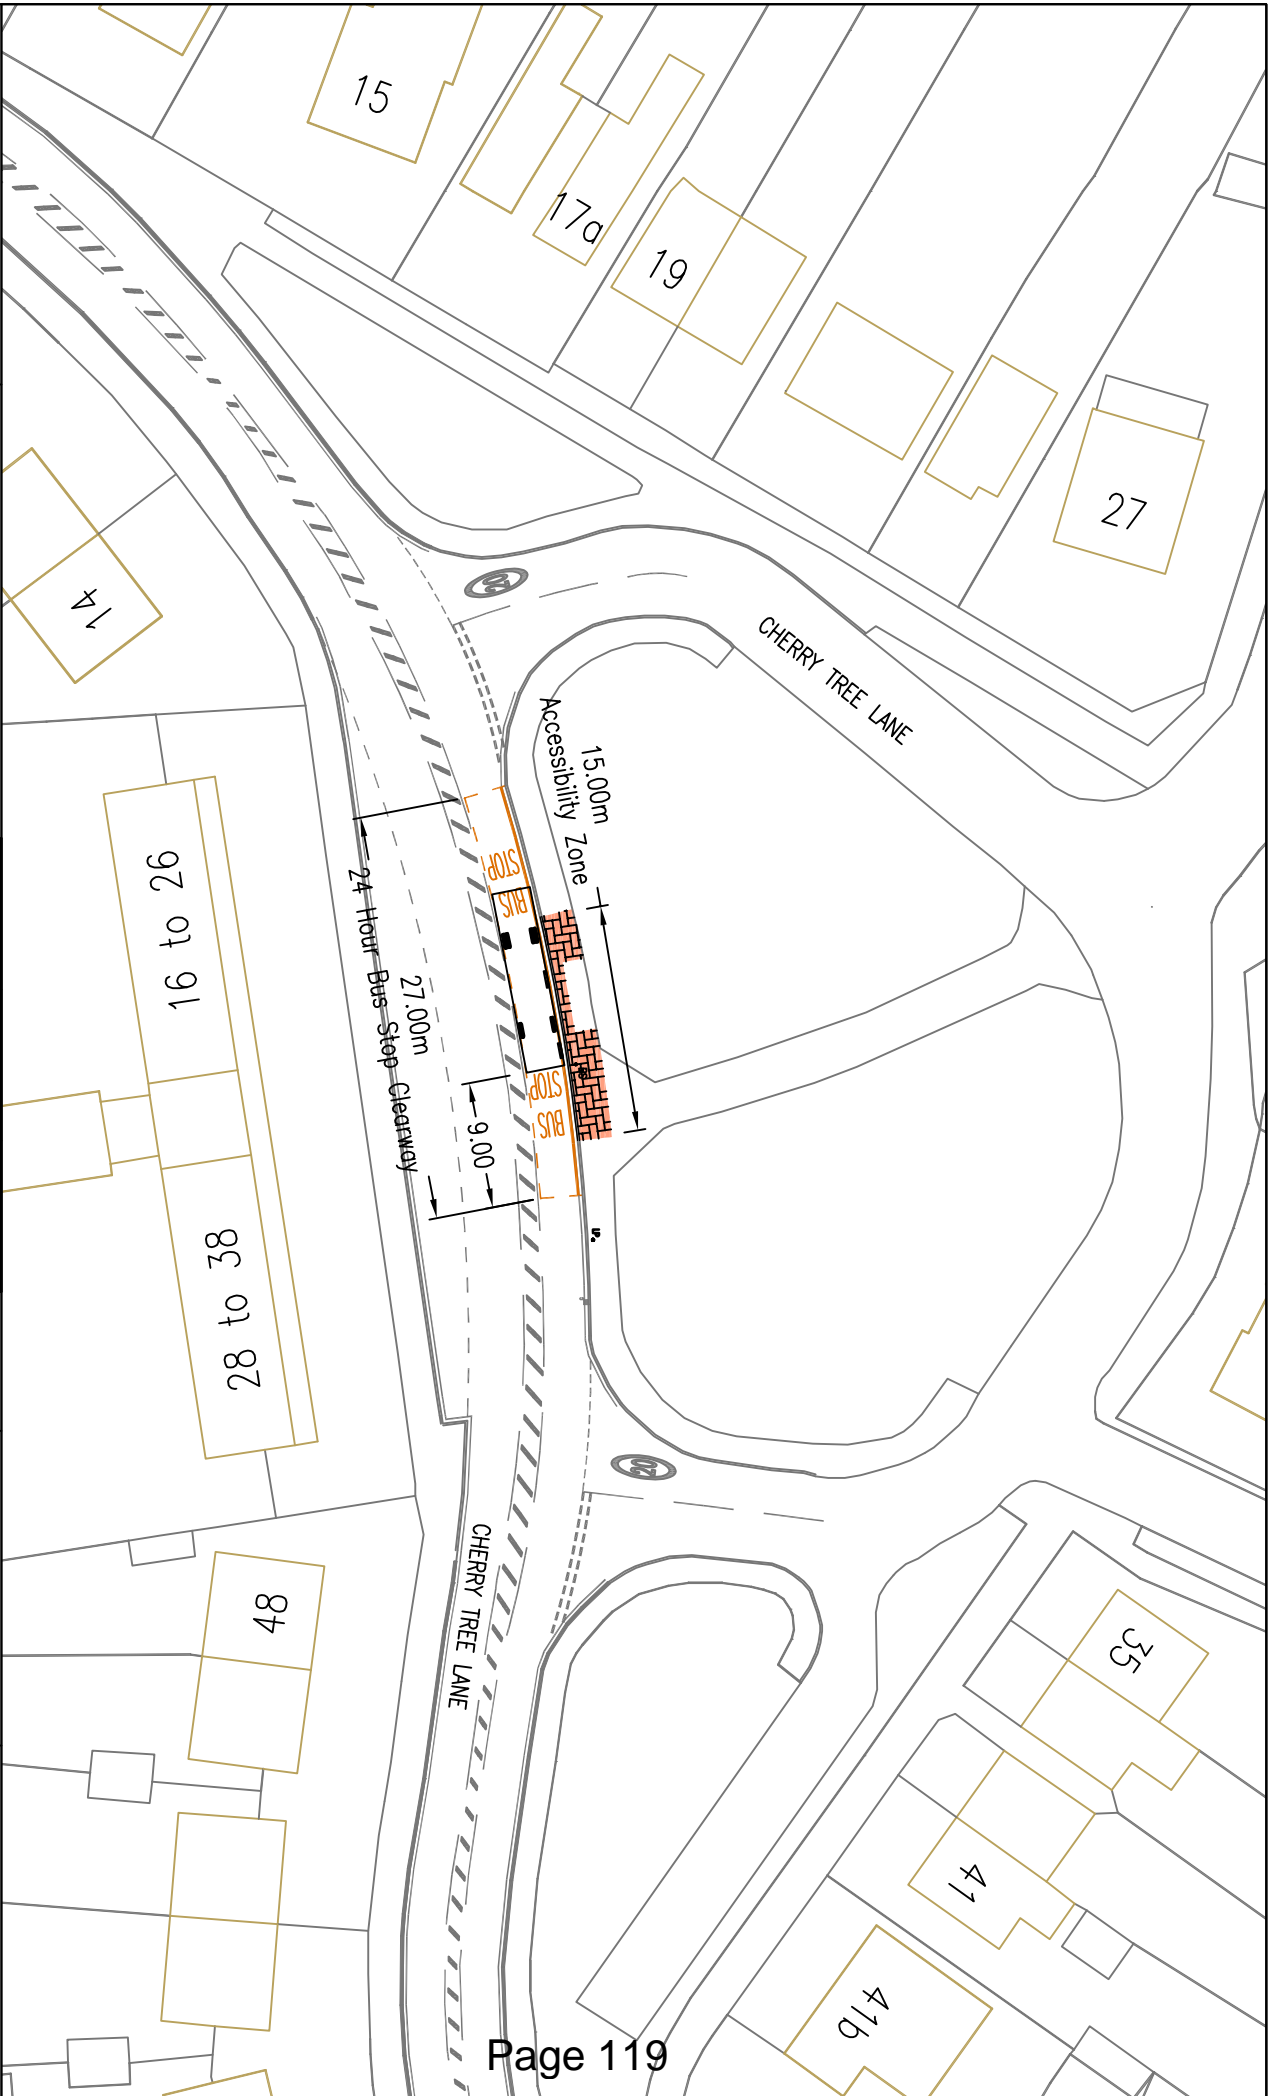 15
17a
19
27
14
20
CHERRY TREE LANE
15.00m
Accessibility Zone
BUS
STOP
27.00m
24 Hour Bus Stop Clearway
16 to 26
9.00
BUS
STOP
28 to 38
LP.
20
CHERRY TREE LANE
48
35
41
41b
Page 119